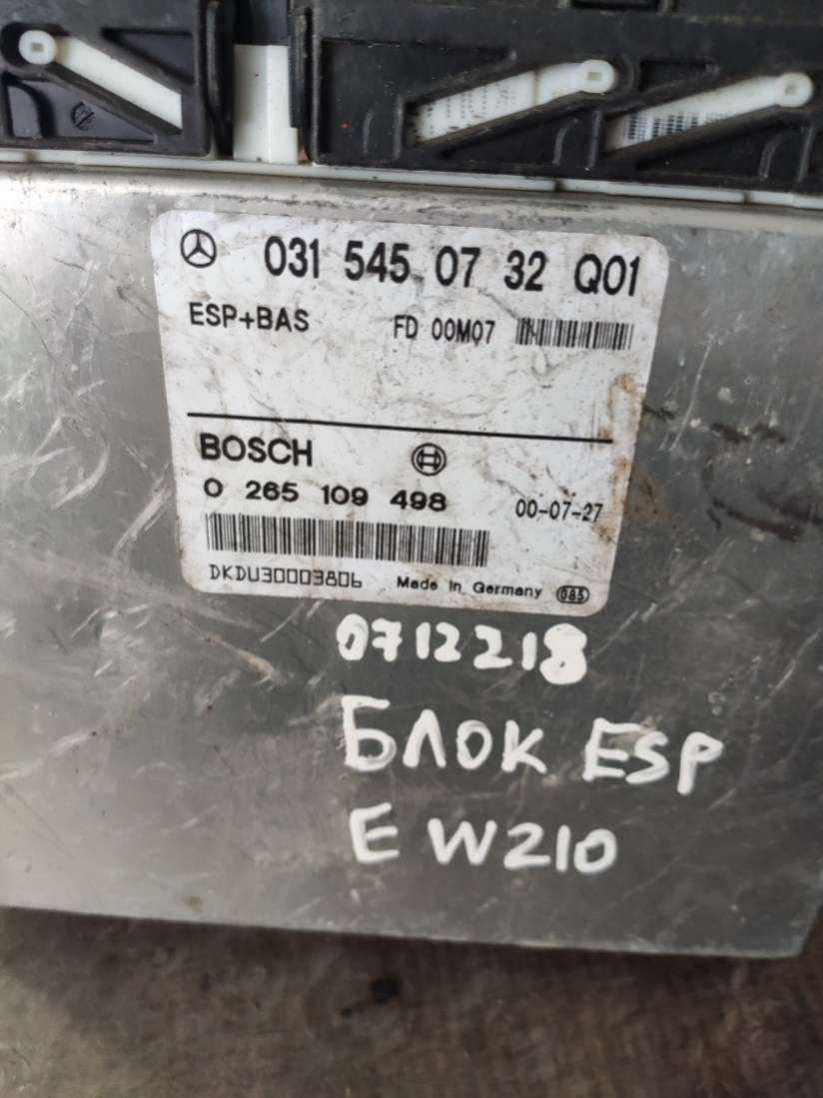 031 545 07 32 Q01
ESP+BAS FD 00M07
BOSCH
0 265 109 498 00-07-27
DKDU30003806 Made in Germany 085
0712218
БЛОК ESP
E W210